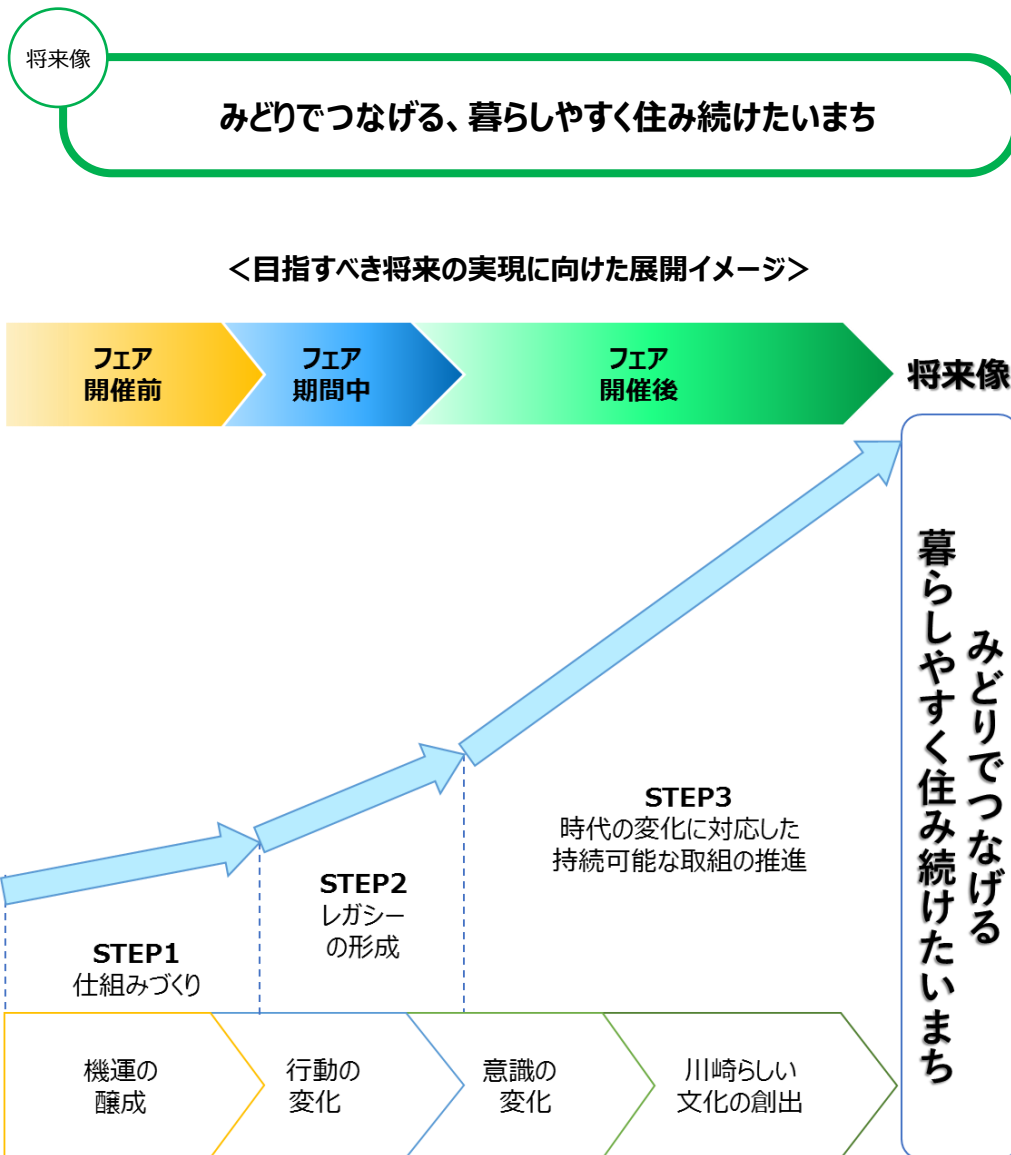 将来像
みどりでつなげる、暮らしやすく住み続けたいまち
＜目指すべき将来の実現に向けた展開イメージ＞
フェア
開催前
フェア
期間中
フェア
開催後
将来像
STEP1
仕組みづくり
STEP2
レガシー
の形成
STEP3
時代の変化に対応した
持続可能な取組の推進
みどりでつなげる
暮らしやすく住み続けたいまち
機運の
醸成
行動の
変化
意識の
変化
川崎らしい
文化の創出